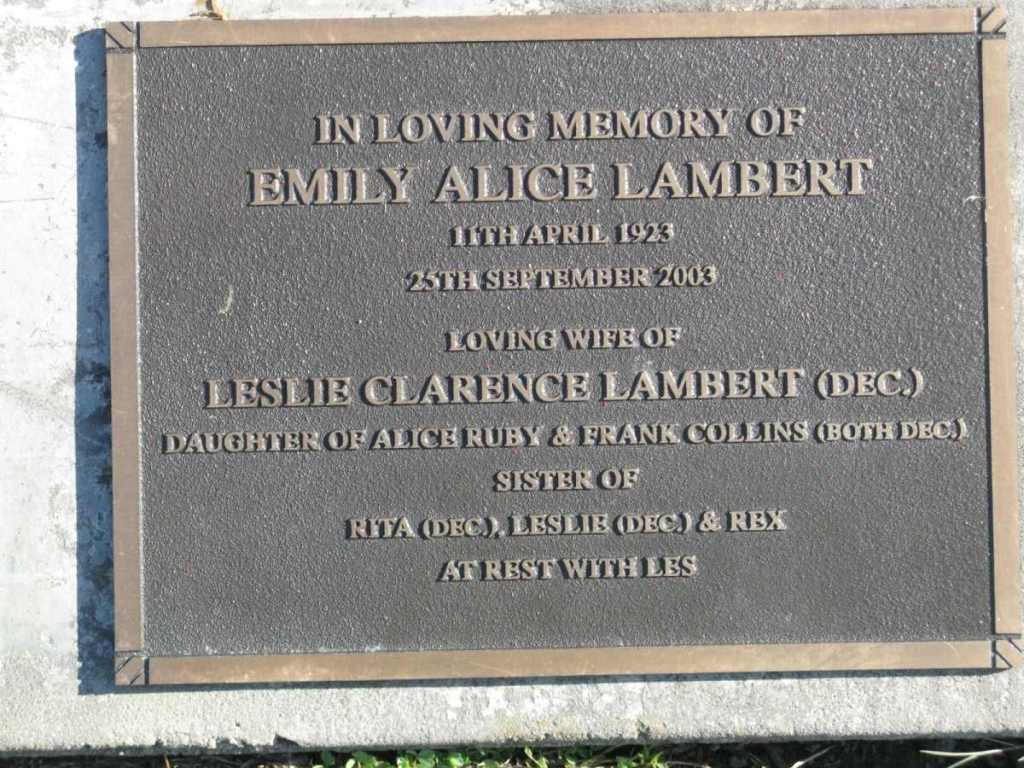 IN LOVING MEMORY OF
EMILY ALICE LAMBERT
11TH APRIL 1923
25TH SEPTEMBER 2003
LOVING WIFE OF
LESLIE CLARENCE LAMBERT (DEC.)
DAUGHTER OF ALICE RUBY & FRANK COLLINS (BOTH DEC.)
SISTER OF
RITA (DEC.), LESLIE (DEC.) & REX
AT REST WITH LES